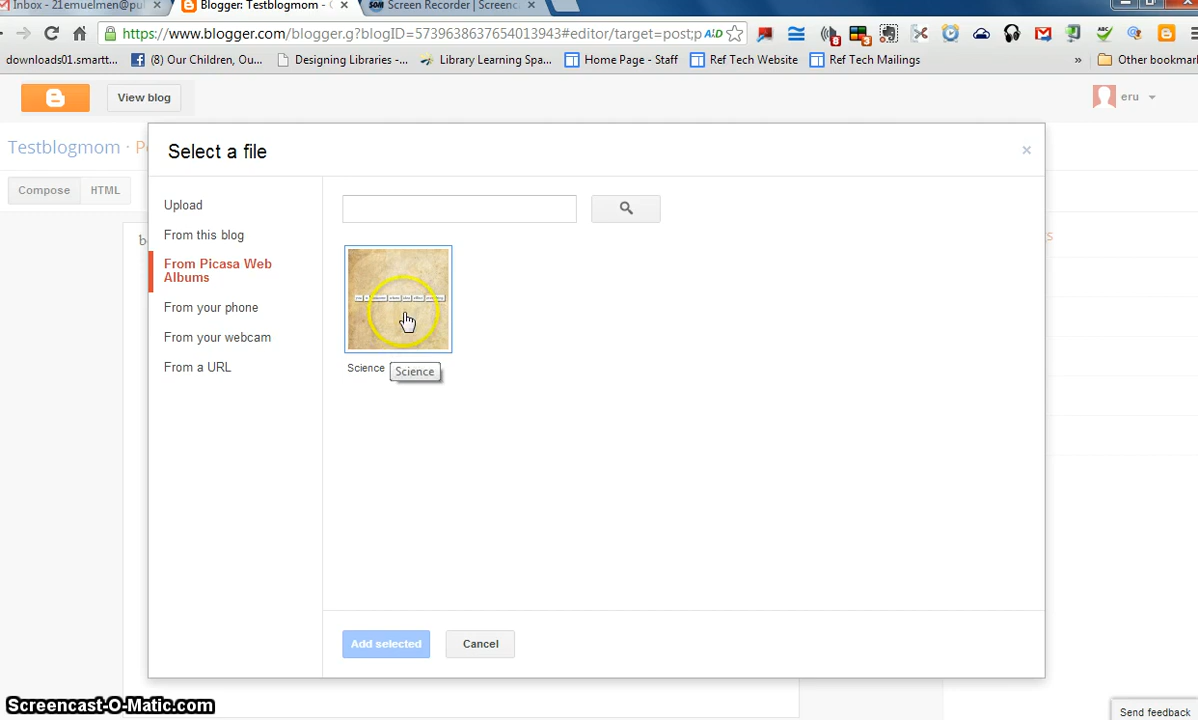 Inbox - 21emuelmen@pu
Blogger: Testblogmom -
Screen Recorder | Screenc
https://www.blogger.com/blogger.g?blogID=5739638637654013943#editor/target=post;p
downloads01.smartt...
(8) Our Children, Ou...
Designing Libraries -...
Library Learning Spa...
Home Page - Staff
Ref Tech Website
Ref Tech Mailings
»
Other bookmar
View blog
eru
Testblogmom ·
Compose
HTML
Select a file
×
Upload
From this blog
From Picasa Web
Albums
From your phone
From your webcam
From a URL
Science
Science
Add selected
Cancel
Screencast-O-Matic.com
Send feedback